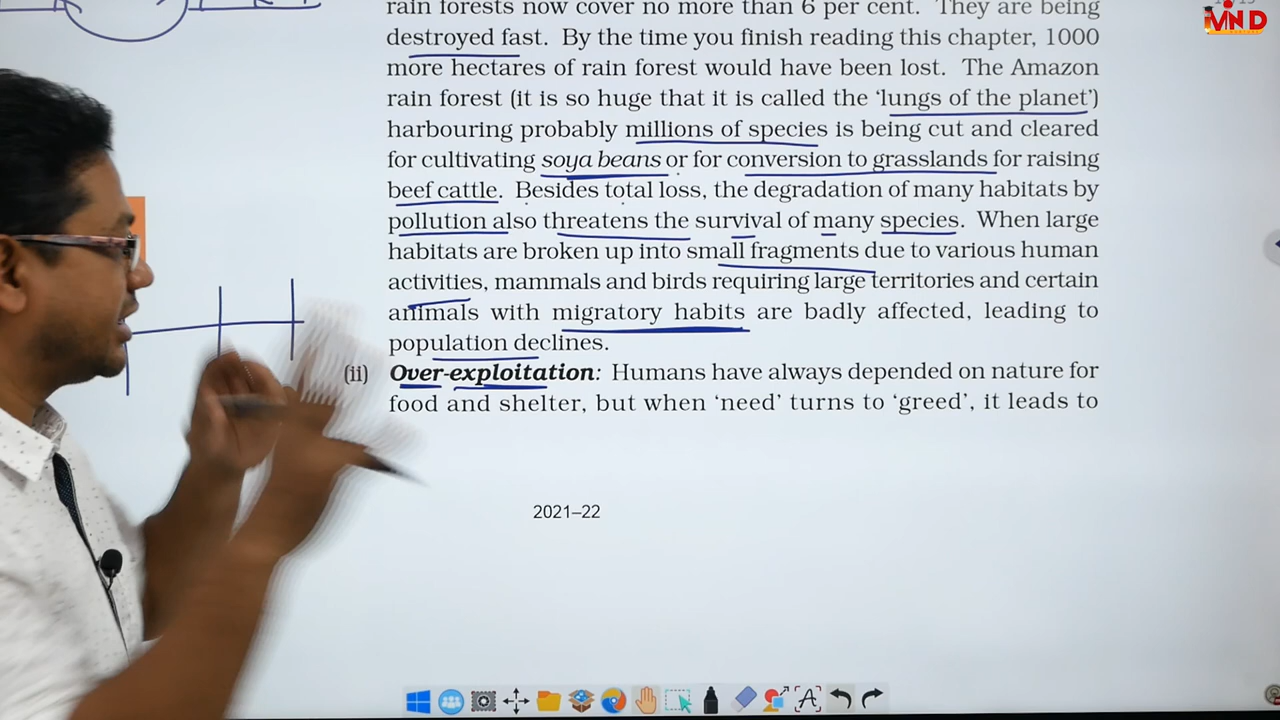 rain forests now cover no more than 6 per cent. They are being
destroyed fast. By the time you finish reading this chapter, 1000
more hectares of rain forest would have been lost. The Amazon
rain forest (it is so huge that it is called the ‘lungs of the planet’)
harbouring probably millions of species is being cut and cleared
for cultivating soya beans or for conversion to grasslands for raising
beef cattle. Besides total loss, the degradation of many habitats by
pollution also threatens the survival of many species. When large
habitats are broken up into small fragments due to various human
activities, mammals and birds requiring large territories and certain
animals with migratory habits are badly affected, leading to
population declines.
(ii) Over-exploitation: Humans have always depended on nature for
food and shelter, but when ‘need’ turns to ‘greed’, it leads to
2021–22